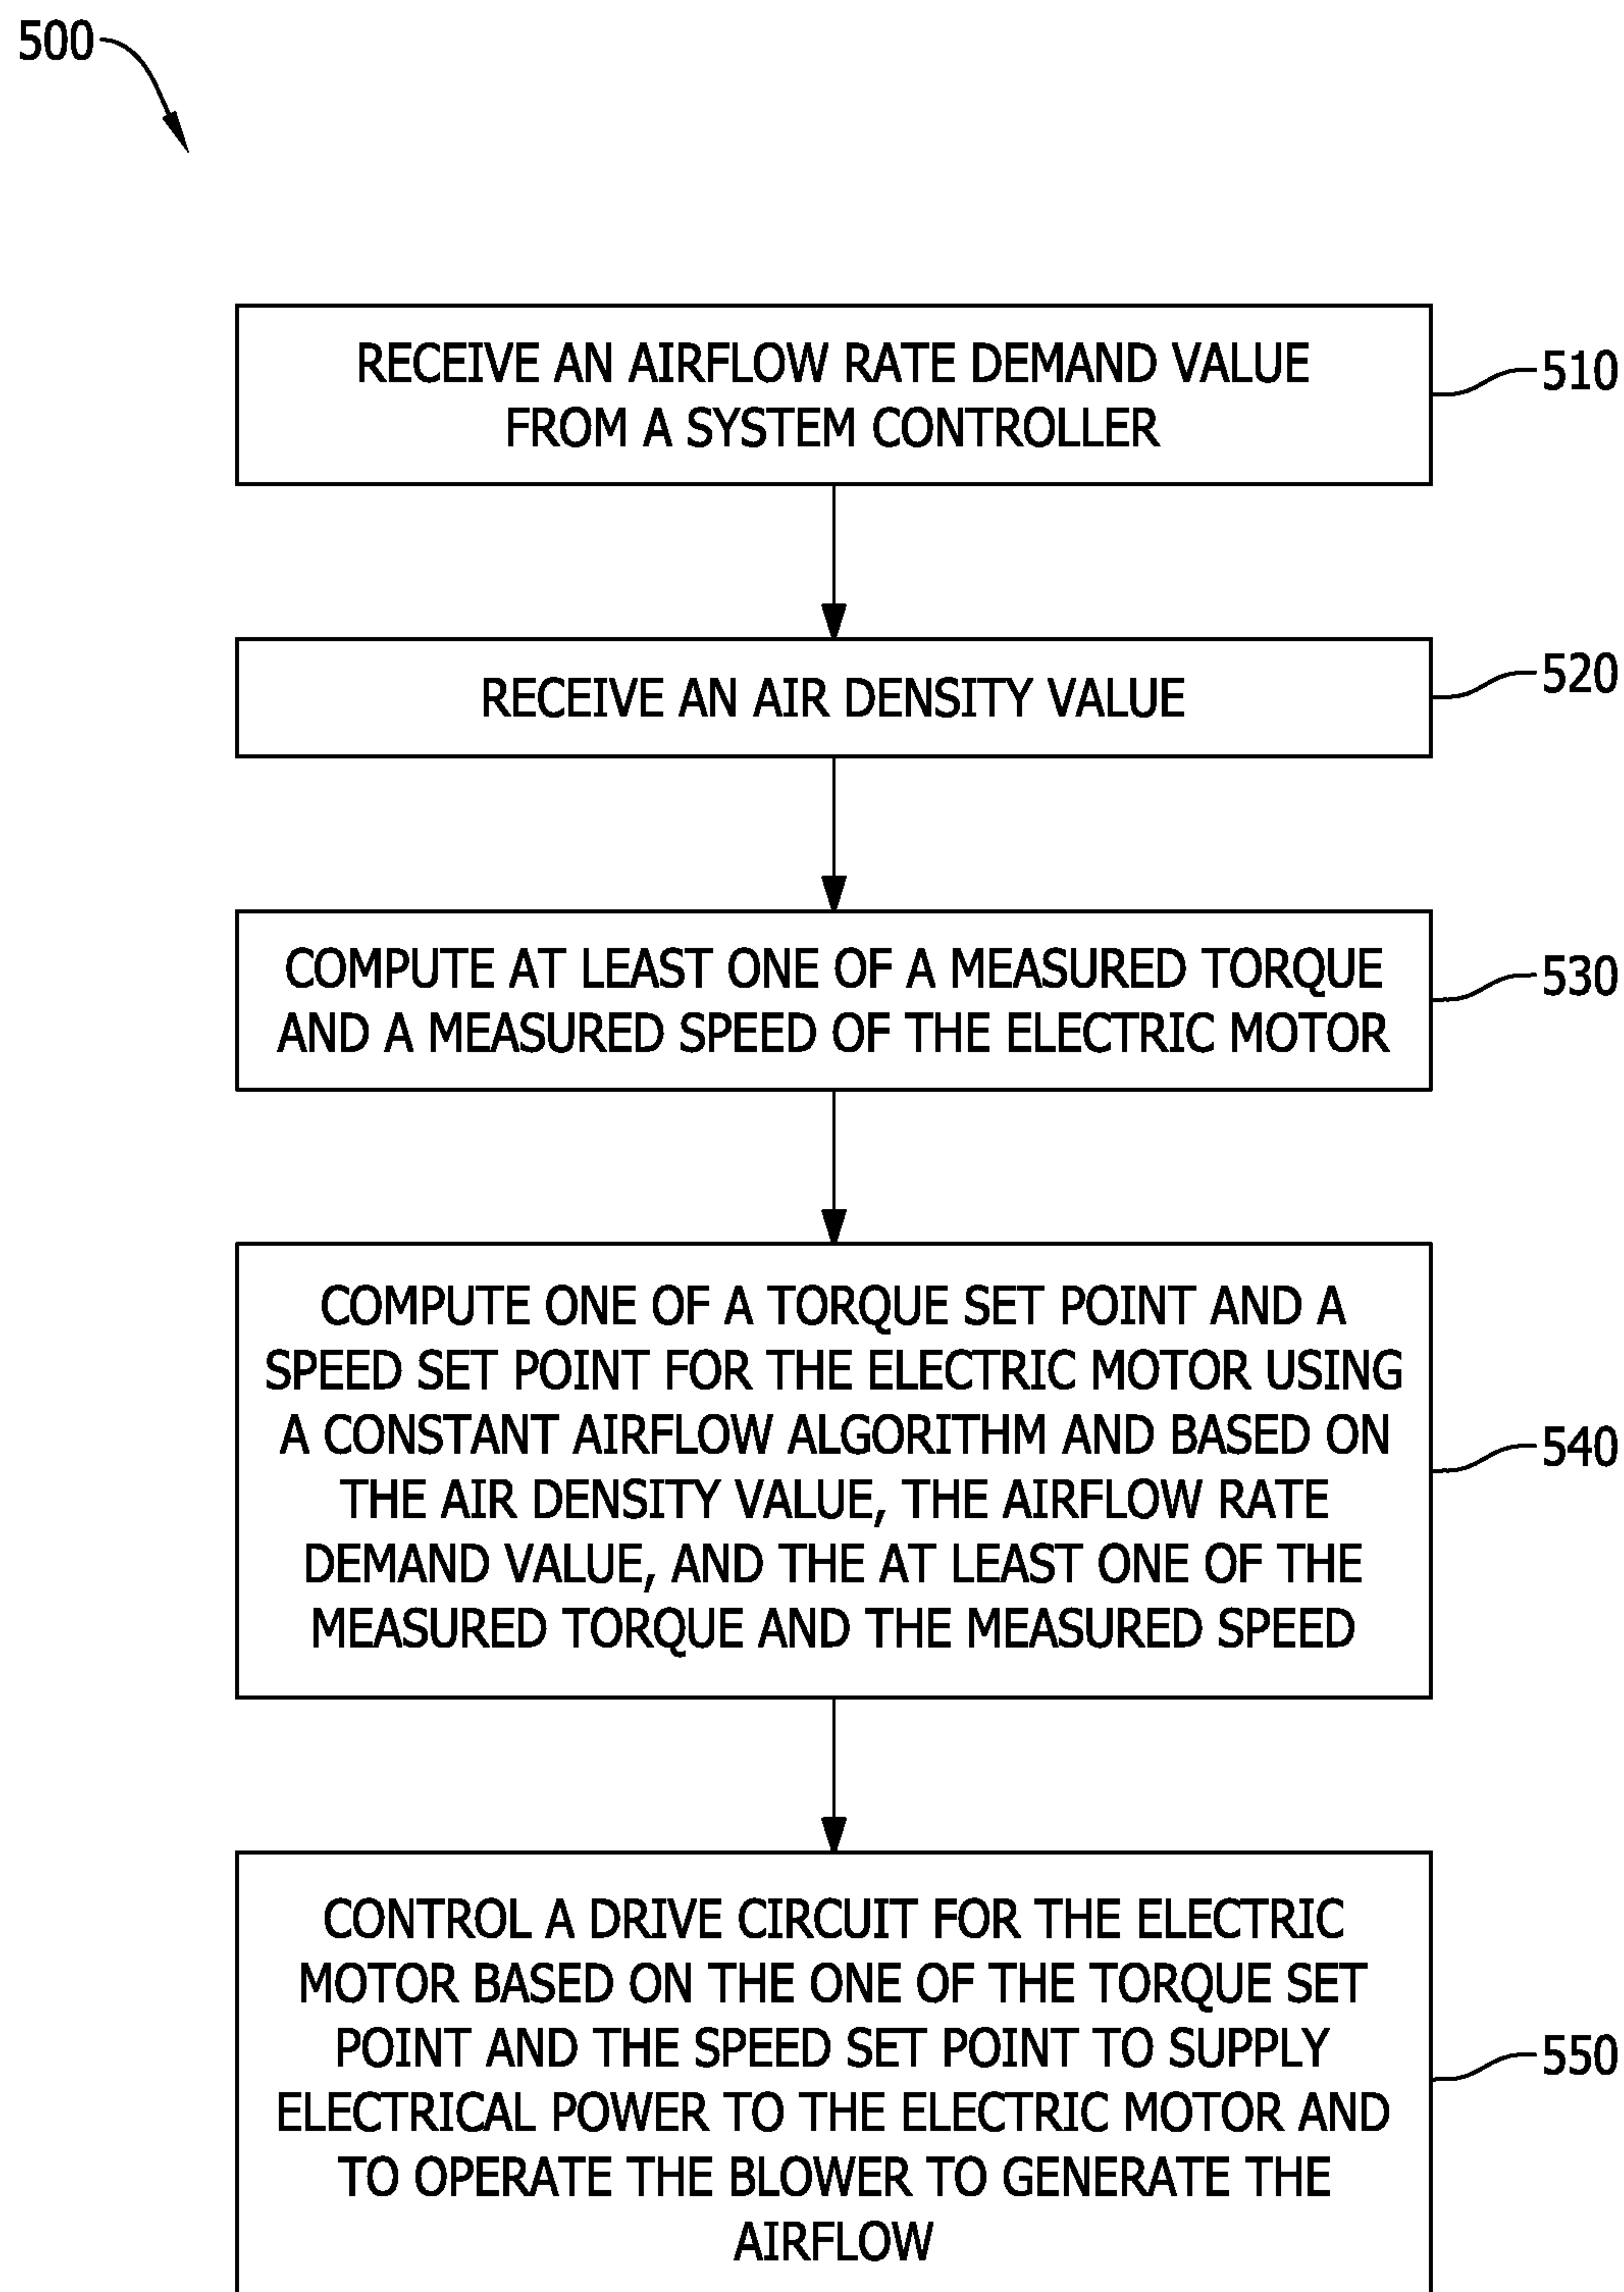 500
RECEIVE AN AIRFLOW RATE DEMAND VALUE
FROM A SYSTEM CONTROLLER
510
RECEIVE AN AIR DENSITY VALUE
520
COMPUTE AT LEAST ONE OF A MEASURED TORQUE
AND A MEASURED SPEED OF THE ELECTRIC MOTOR
530
COMPUTE ONE OF A TORQUE SET POINT AND A
SPEED SET POINT FOR THE ELECTRIC MOTOR USING
A CONSTANT AIRFLOW ALGORITHM AND BASED ON
THE AIR DENSITY VALUE, THE AIRFLOW RATE
DEMAND VALUE, AND THE AT LEAST ONE OF THE
MEASURED TORQUE AND THE MEASURED SPEED
540
CONTROL A DRIVE CIRCUIT FOR THE ELECTRIC
MOTOR BASED ON THE ONE OF THE TORQUE SET
POINT AND THE SPEED SET POINT TO SUPPLY
ELECTRICAL POWER TO THE ELECTRIC MOTOR AND
TO OPERATE THE BLOWER TO GENERATE THE
AIRFLOW
550